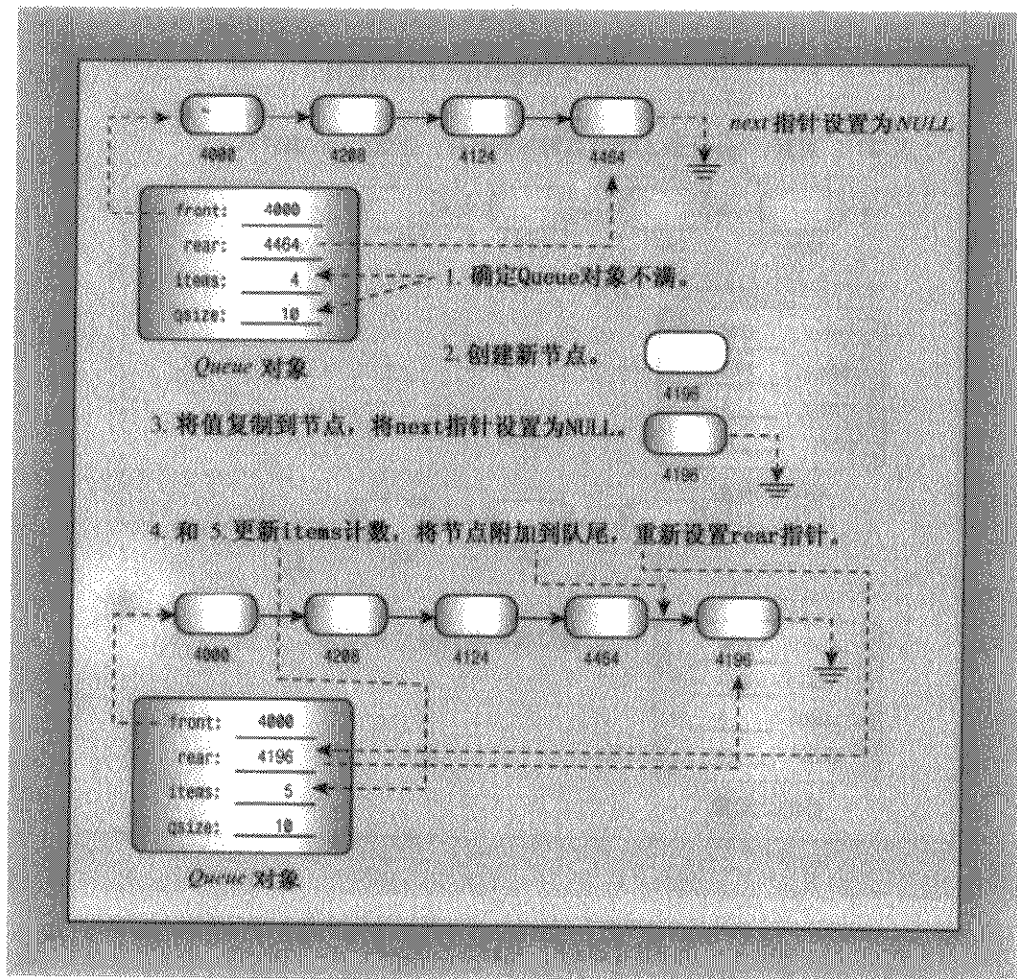 next指针设置为NULL
4000
4208
4124
4464
front: 4000
rear: 4464
items: 4
qsize: 10
Queue 对象
1. 确定Queue对象不满。
2. 创建新节点。
4196
3. 将值复制到节点，将next指针设置为NULL。
4196
4. 和 5. 更新items计数，将节点附加到队尾，重新设置rear指针。
4000
4208
4124
4464
4196
front: 4000
rear: 4196
items: 5
qsize: 10
Queue 对象